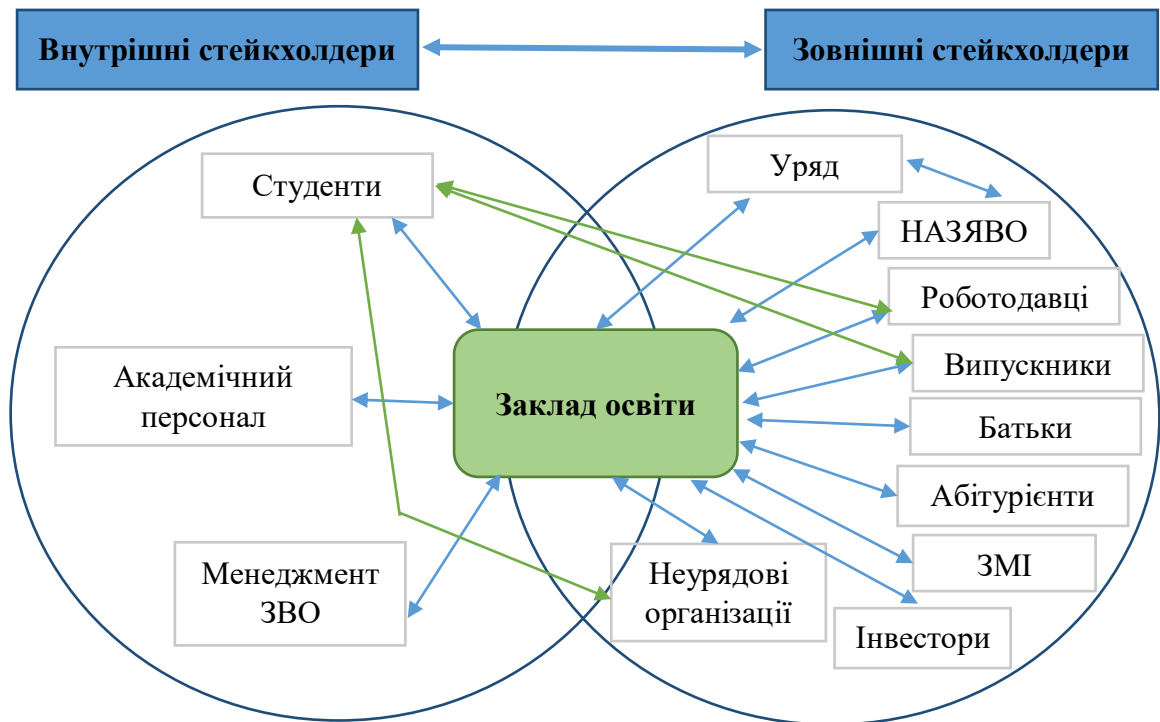 Внутрішні стейкхолдери
Зовнішні стейкхолдери
Студенти
Уряд
НАЗЯВО
Роботодавці
Випускники
Академічний
персонал
Заклад освіти
Батьки
Абітурієнти
ЗМІ
Менеджмент
ЗВО
Неурядові
організації
Інвестори